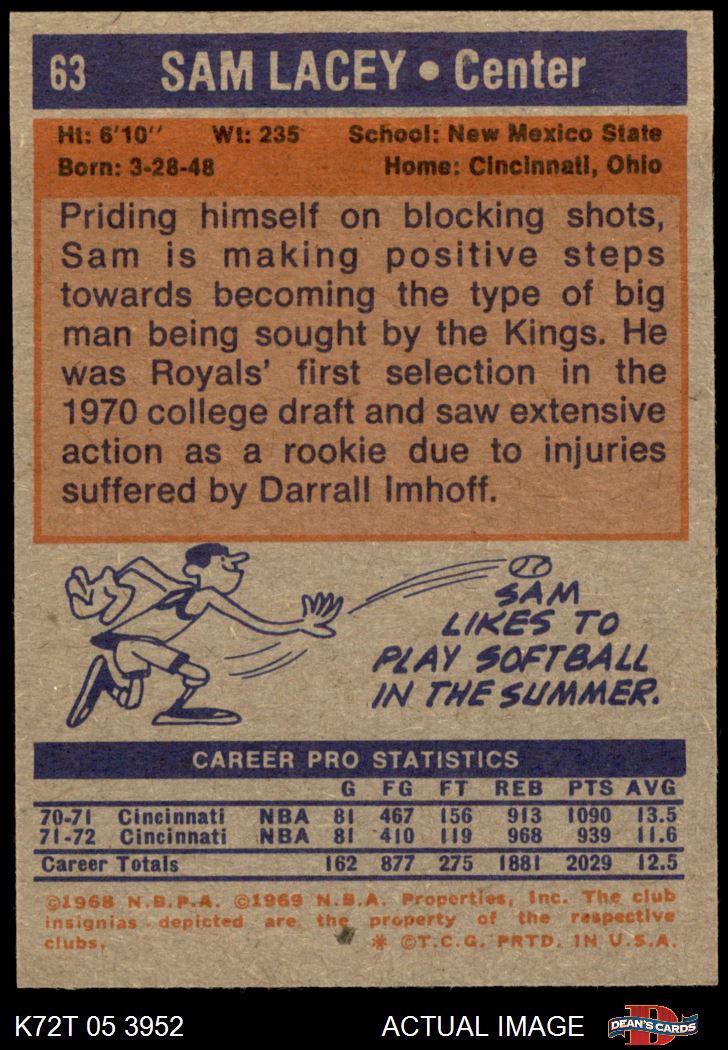 63 SAM LACEY • Center
Ht: 6'10" Wt: 235 School: New Mexico State
Born: 3-28-48 Home: Cincinnati, Ohio
Priding himself on blocking shots,
Sam is making positive steps
towards becoming the type of big
man being sought by the Kings. He
was Royals' first selection in the
1970 college draft and saw extensive
action as a rookie due to injuries
suffered by Darrall Imhoff.
SAM
LIKES TO
PLAY SOFTBALL
IN THE SUMMER.
CAREER PRO STATISTICS
G FG FT REB PTS AVG
70-71 Cincinnati NBA 81 467 156 913 1090 13.5
71-72 Cincinnati NBA 81 410 119 968 939 11.6
Career Totals 162 877 275 1881 2029 12.5
©1968 N.B.P.A. ©1969 N.B.A. Properties, Inc. The club
insignias depicted are the property of the respective
clubs. * ©T.C.G. PRTD. IN U.S.A.
K72T 05 3952 ACTUAL IMAGE D DEAN'S CARDS